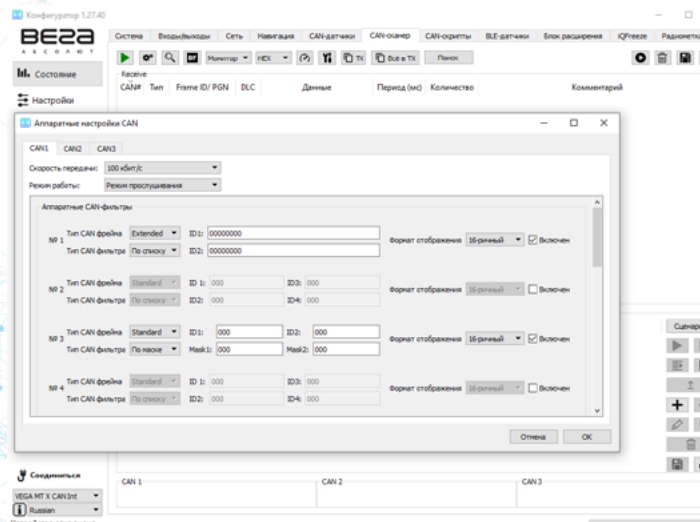 Конфигуратор 1.27.40
ВЕГА
АБСОЛЮТ
Система Входы/выходы Сеть Навигация CAN-датчики CAN-сканер CAN-скрипты BLE-датчики Блок расширения iQFreeze
Монитор HEX TX Всё в TX Поиск
Состояние
Receive
CAN# Тип Frame ID/ PGN DLC Данные Период (мс) Количество Комментарий
Настройки
Аппаратные настройки CAN
CAN1 CAN2 CAN3
Скорость передачи: 100 кбит/с
Режим работы: Режим прослушивания
Аппаратные CAN-фильтры
№ 1
Тип CAN фрейма Extended ID1: 00000000
Формат отображения 16-ричный Включен
Тип CAN фильтра По списку ID2: 00000000
№ 2
Тип CAN фрейма Standard ID 1: 000 ID3: 000
Формат отображения 16-ричный Включен
Тип CAN фильтра По списку ID2: 000 ID4: 000
№ 3
Тип CAN фрейма Standard ID1: 000 ID2: 000
Формат отображения 16-ричный Включен
Тип CAN фильтра По маске Mask1: 000 Mask2: 000
№ 4
Тип CAN фрейма Standard ID 1: 000 ID3: 000
Формат отображения 16-ричный Включен
Тип CAN фильтра По списку ID2: 000 ID4: 000
Отмена OK
Соединиться
CAN 1 CAN 2 CAN 3
VEGA MT X CAN Int
Russian